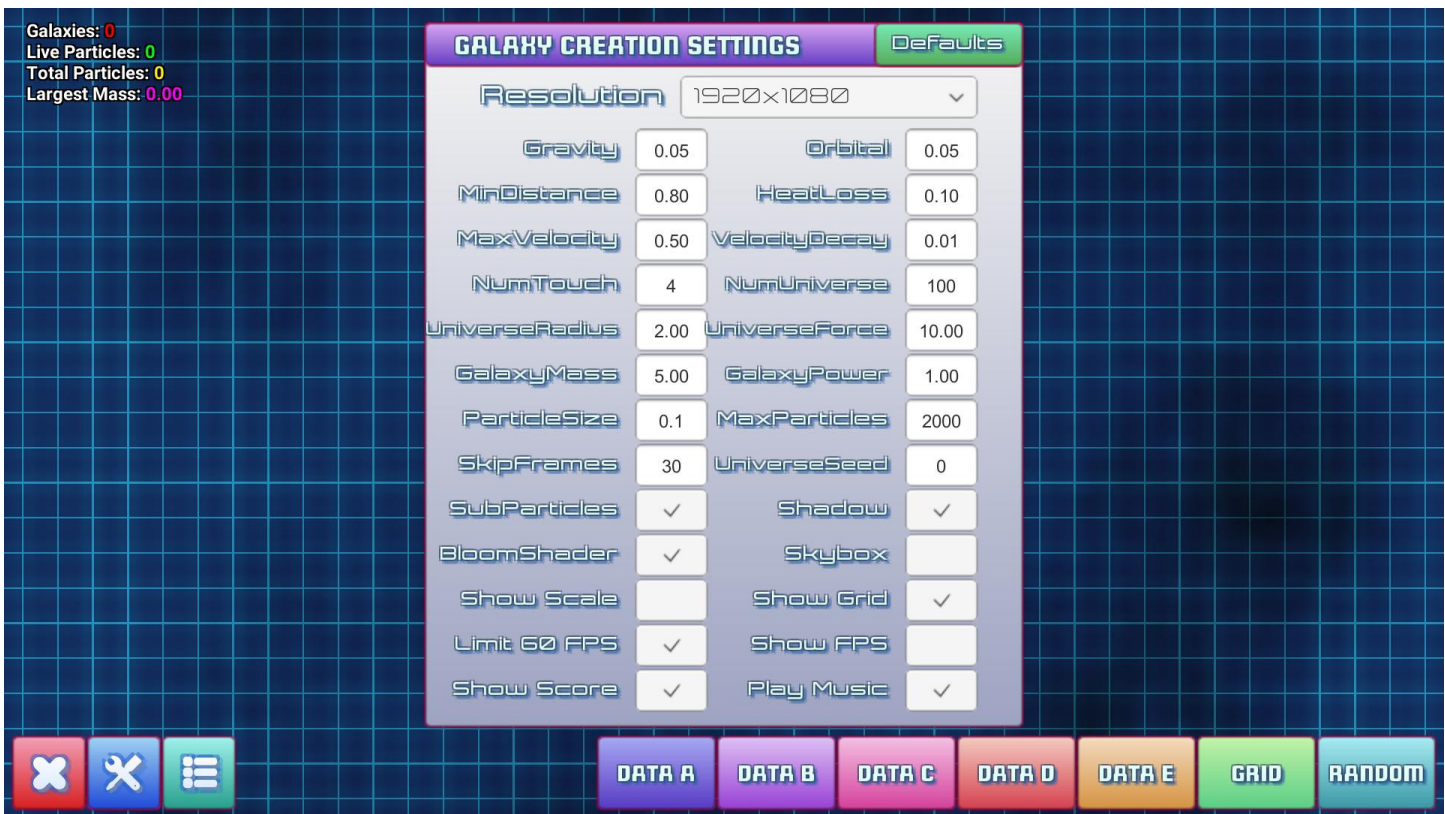 Galaxies: 0
Live Particles: 0
Total Particles: 0
Largest Mass: 0.00
GALAXY CREATION SETTINGS
Defaults
Resolution 1920x1080
Gravity 0.05 Orbital 0.05
MinDistance 0.80 HeatLoss 0.10
MaxVelocity 0.50 VelocityDecay 0.01
NumTouch 4 NumUniverse 100
UniverseRadius 2.00 UniverseForce 10.00
GalaxyMass 5.00 GalaxyPower 1.00
ParticleSize 0.1 MaxParticles 2000
SkipFrames 30 UniverseSeed 0
SubParticles Shadow
BloomShader Skybox
Show Scale Show Grid
Limit 60 FPS Show FPS
Show Score Play Music
DATA A DATA B DATA C DATA D DATA E GRID RANDOM